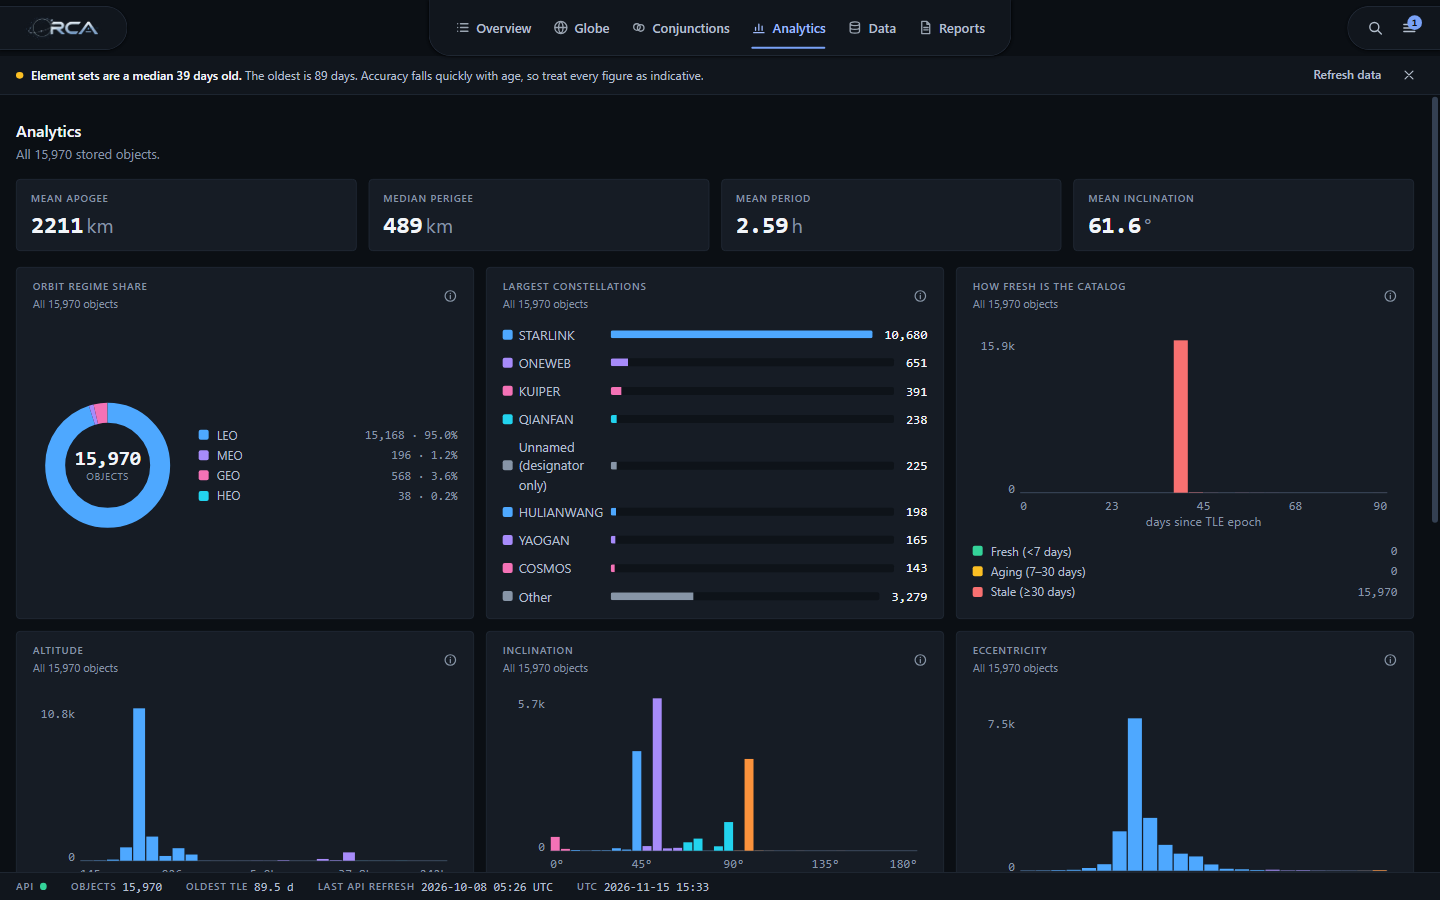 ORCA
Overview
Globe
Conjunctions
Analytics
Data
Reports
1
Element sets are a median 39 days old. The oldest is 89 days. Accuracy falls quickly with age, so treat every figure as indicative.
Refresh data
Analytics
All 15,970 stored objects.
MEAN APOGEE
2211 km
MEDIAN PERIGEE
489 km
MEAN PERIOD
2.59 h
MEAN INCLINATION
61.6 °
ORBIT REGIME SHARE
All 15,970 objects
15,970
OBJECTS
LEO 15,168 · 95.0%
MEO 196 · 1.2%
GEO 568 · 3.6%
HEO 38 · 0.2%
LARGEST CONSTELLATIONS
All 15,970 objects
STARLINK 10,680
ONEWEB 651
KUIPER 391
QIANFAN 238
Unnamed
(designator 225
only)
HULIANWANG 198
YAOGAN 165
COSMOS 143
Other 3,279
HOW FRESH IS THE CATALOG
All 15,970 objects
15.9k
0
0 23 45 68 90
days since TLE epoch
Fresh (<7 days) 0
Aging (7–30 days) 0
Stale (≥30 days) 15,970
ALTITUDE
All 15,970 objects
10.8k
0
INCLINATION
All 15,970 objects
5.7k
0
0° 45° 90° 135° 180°
ECCENTRICITY
All 15,970 objects
7.5k
0
API
OBJECTS 15,970
OLDEST TLE 89.5 d
LAST API REFRESH 2026-10-08 05:26 UTC
UTC 2026-11-15 15:33